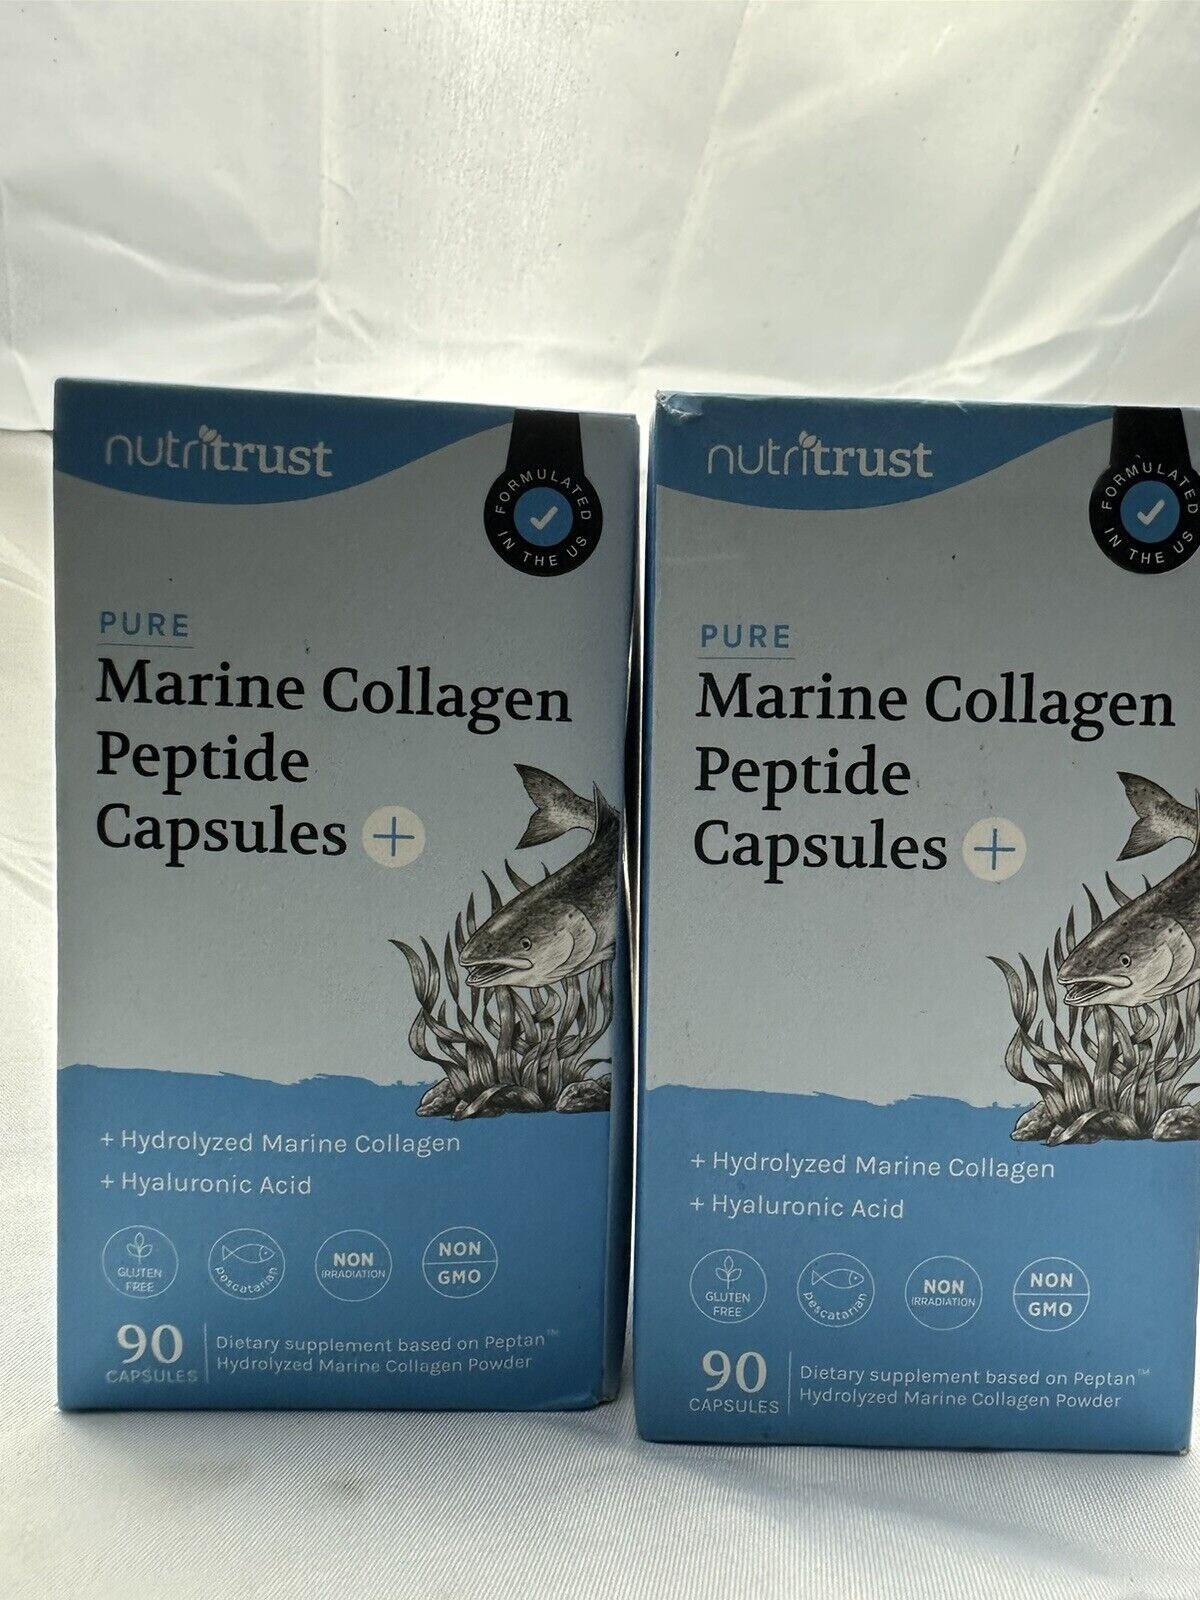 nutritrust
FORMULATED
IN THE US
PURE
Marine Collagen
Peptide
Capsules +
+ Hydrolyzed Marine Collagen
+ Hyaluronic Acid
GLUTEN
FREE
pescatarian
NON
IRRADIATION
NON
GMO
90
CAPSULES
Dietary supplement based on Peptan™
Hydrolyzed Marine Collagen Powder
nutritrust
FORMULATED
IN THE US
PURE
Marine Collagen
Peptide
Capsules +
+ Hydrolyzed Marine Collagen
+ Hyaluronic Acid
GLUTEN
FREE
pescatarian
NON
IRRADIATION
NON
GMO
90
CAPSULES
Dietary supplement based on Peptan™
Hydrolyzed Marine Collagen Powder